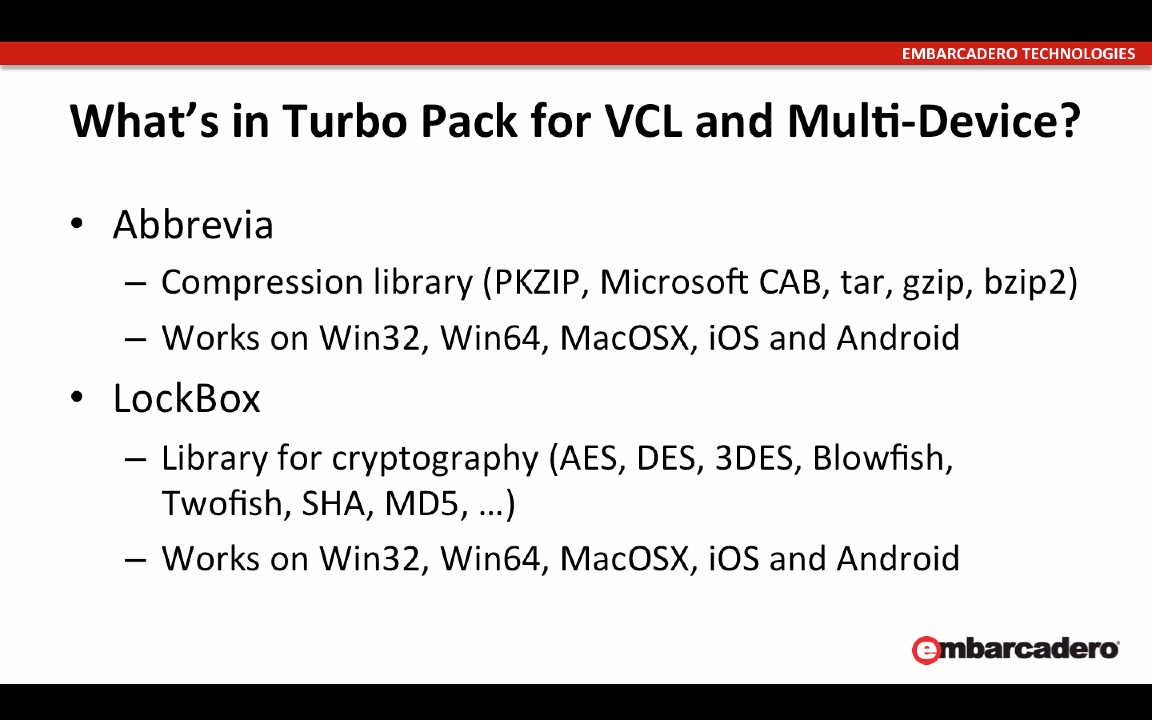 EMBARCADERO TECHNOLOGIES
What's in Turbo Pack for VCL and Multi-Device?
• Abbrevia
– Compression library (PKZIP, Microsoft CAB, tar, gzip, bzip2)
– Works on Win32, Win64, MacOSX, iOS and Android
• LockBox
– Library for cryptography (AES, DES, 3DES, Blowfish,
Twofish, SHA, MD5, …)
– Works on Win32, Win64, MacOSX, iOS and Android
embarcadero